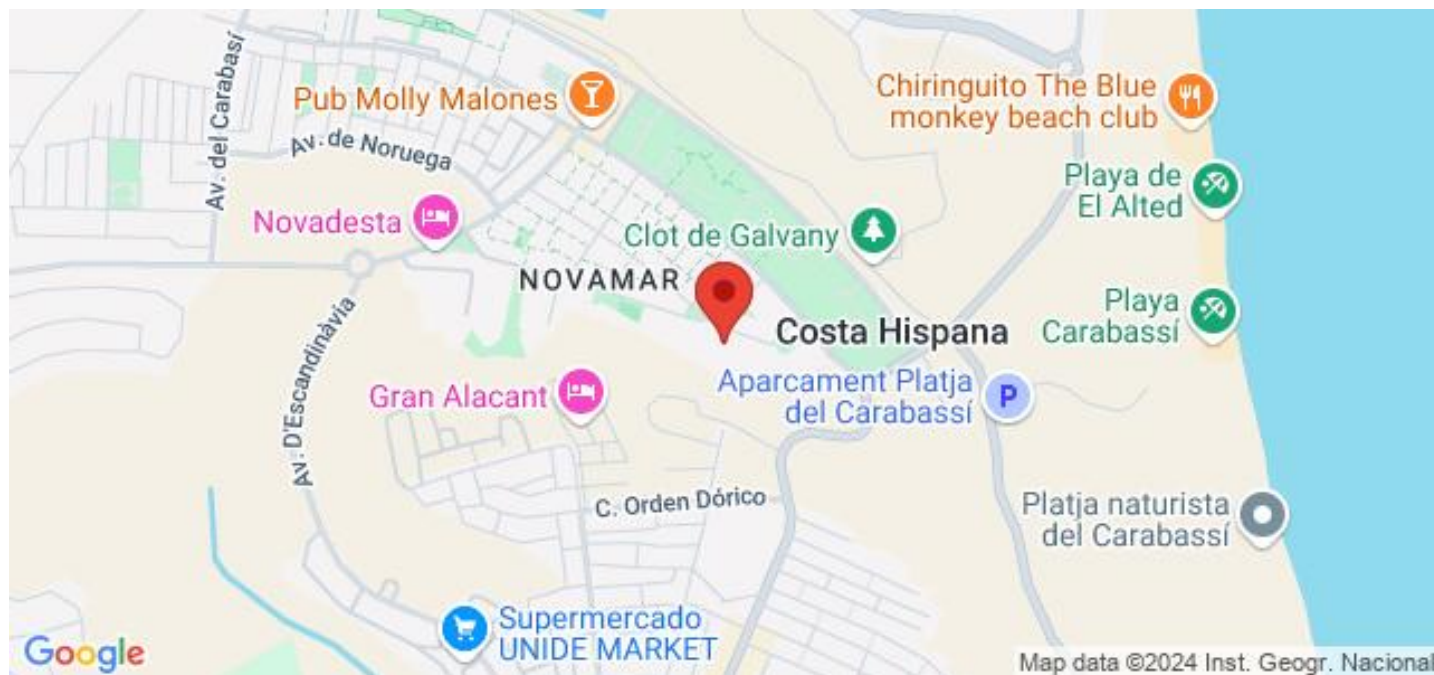 Av. del Carabasí
Pub Molly Malones
Chiringuito The Blue
monkey beach club
Av. de Noruega
Playa de
El Alted
Novadesta
Clot de Galvany
NOVAMAR
Playa
Carabassí
Costa Hispana
Av. D'Escandinàvia
Gran Alacant
Aparcament Platja
del Carabassí
P
C. Orden Dórico
Platja naturista
del Carabassí
Supermercado
UNIDE MARKET
Google
Map data ©2024 Inst. Geogr. Nacional